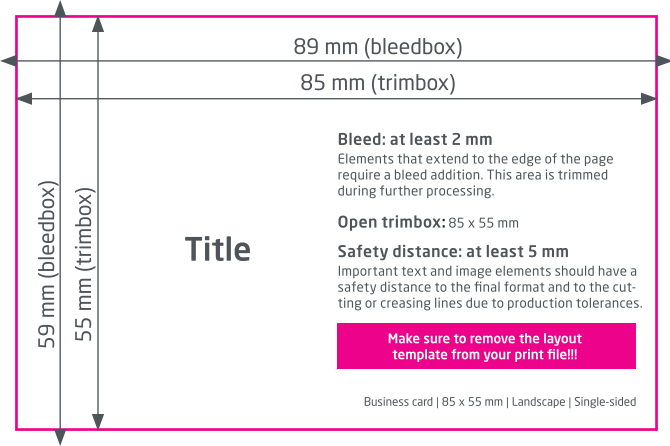 89 mm (bleedbox)
85 mm (trimbox)
59 mm (bleedbox)
55 mm (trimbox)
Title
Bleed: at least 2 mm
Elements that extend to the edge of the page
require a bleed addition. This area is trimmed
during further processing.
Open trimbox: 85 x 55 mm
Safety distance: at least 5 mm
Important text and image elements should have a
safety distance to the final format and to the cut-
ting or creasing lines due to production tolerances.
Make sure to remove the layout
template from your print file!!!
Business card | 85 x 55 mm | Landscape | Single-sided